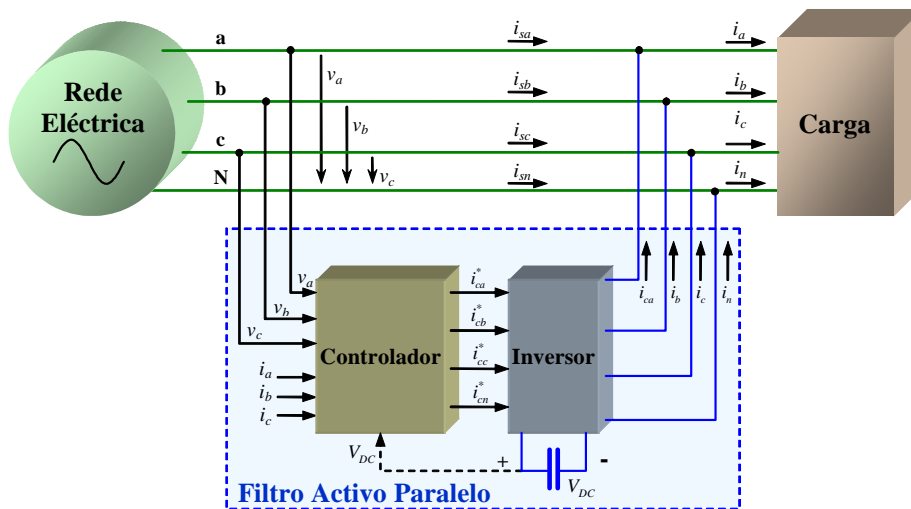 a
i_sa
i_a
v_a
Rede
Eléctrica
b
i_sb
i_b
v_b
Carga
c
i_sc
i_c
v_c
N
i_sn
i_n
v_a
v_b
v_c
i_a
i_b
i_c
Controlador
i*_ca
i*_cb
i*_cc
i*_cn
Inversor
i_ca
i_b
i_c
i_n
V_DC
+
-
V_DC
Filtro Activo Paralelo